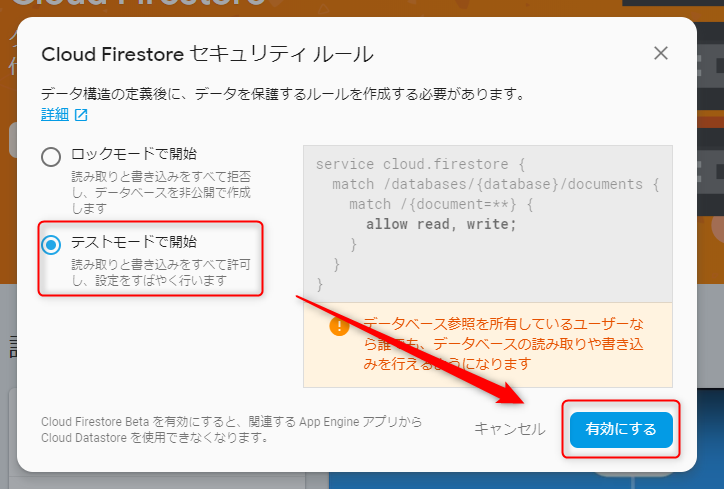 Cloud Firestore
Cloud Firestore セキュリティ ルール
データ構造の定義後に、データを保護するルールを作成する必要があります。
詳細
ロックモードで開始
読み取りと書き込みをすべて拒否
し、データベースを非公開で作成
します
テストモードで開始
読み取りと書き込みをすべて許可
し、設定をすばやく行います
service cloud.firestore {
match /databases/{database}/documents {
match /{document=**} {
allow read, write;
}
}
}
データベース参照を所有しているユーザーな
ら誰でも、データベースの読み取りや書き込
みを行えるようになります
Cloud Firestore Beta を有効にすると、関連する App Engine アプリから
Cloud Datastore を使用できなくなります。
キャンセル
有効にする